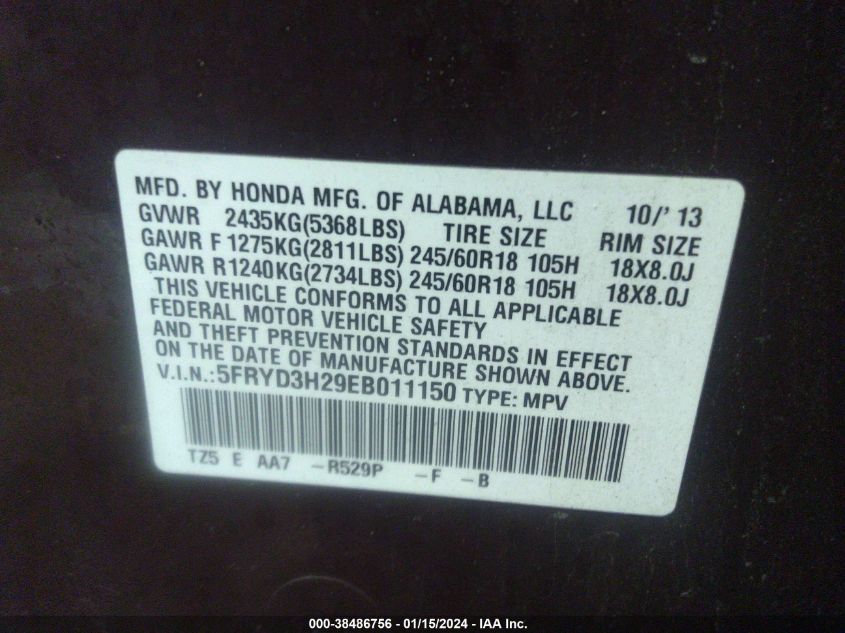 MFD. BY HONDA MFG. OF ALABAMA, LLC 10/' 13
GVWR 2435KG(5368LBS) TIRE SIZE RIM SIZE
GAWR F 1275KG(2811LBS) 245/60R18 105H 18X8.0J
GAWR R1240KG(2734LBS) 245/60R18 105H 18X8.0J
THIS VEHICLE CONFORMS TO ALL APPLICABLE
FEDERAL MOTOR VEHICLE SAFETY
AND THEFT PREVENTION STANDARDS IN EFFECT
ON THE DATE OF MANUFACTURE SHOWN ABOVE.
V.I.N.:5FRYD3H29EB011150 TYPE: MPV
TZ5 E AA7 -R529P -F -B
000-38486756 - 01/15/2024 - IAA Inc.